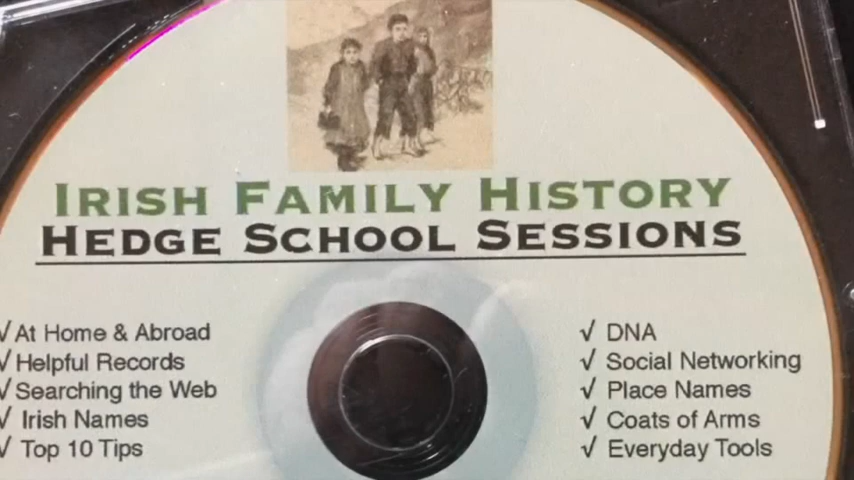 IRISH FAMILY HISTORY
HEDGE SCHOOL SESSIONS
√ At Home & Abroad
√ Helpful Records
√ Searching the Web
√ Irish Names
√ Top 10 Tips
√ DNA
√ Social Networking
√ Place Names
√ Coats of Arms
√ Everyday Tools